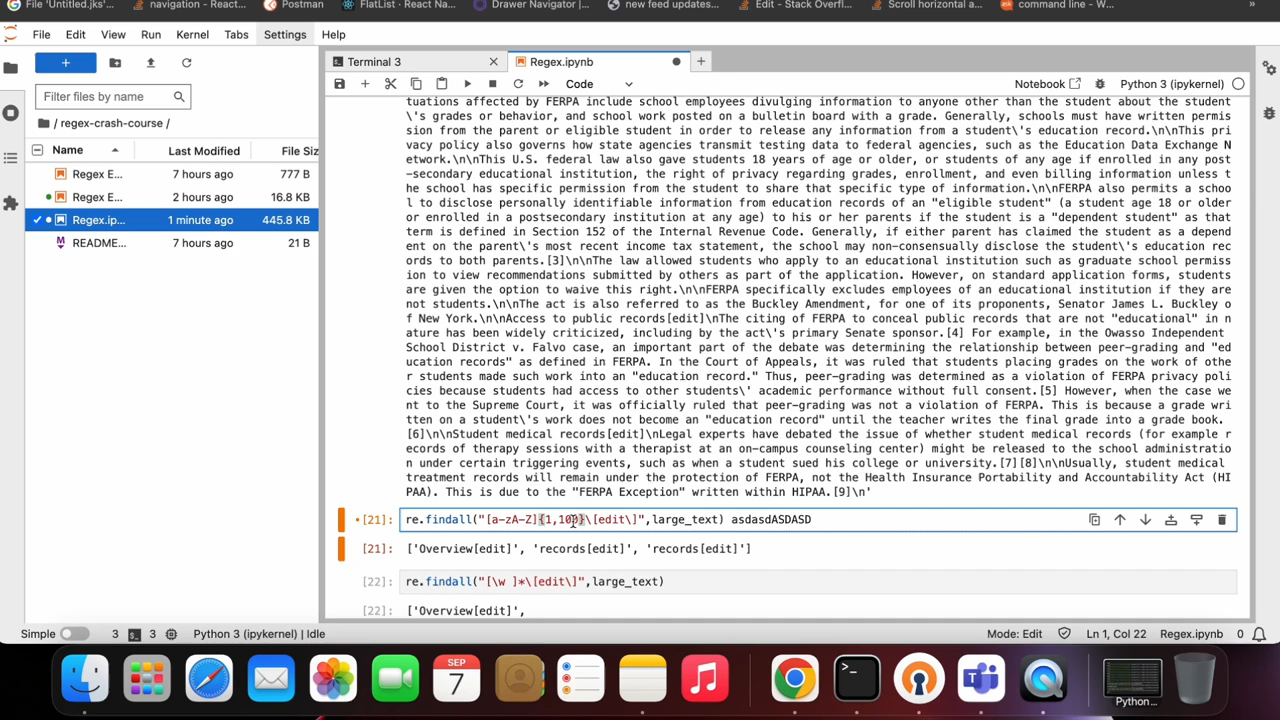 File 'Untitled.jks'...
navigation - React...
Postman
FlatList · React Na...
Drawer Navigator |...
new feed updates...
Edit - Stack Overfl...
Scroll horizontal a...
command line - W...
»
File Edit View Run Kernel Tabs Settings Help
+
Filter files by name
/ regex-crash-course /
Name Last Modified File Size
Regex E... 7 hours ago 777 B
Regex E... 2 hours ago 16.8 KB
Regex.ip... 1 minute ago 445.8 KB
README... 7 hours ago 21 B
Terminal 3
Regex.ipynb
Code
Notebook
Python 3 (ipykernel)
tuations affected by FERPA include school employees divulging information to anyone other than the student about the student
\'s grades or behavior, and school work posted on a bulletin board with a grade. Generally, schools must have written permis
sion from the parent or eligible student in order to release any information from a student\'s education record.\n\nThis pri
vacy policy also governs how state agencies transmit testing data to federal agencies, such as the Education Data Exchange N
etwork.\n\nThis U.S. federal law also gave students 18 years of age or older, or students of any age if enrolled in any post
-secondary educational institution, the right of privacy regarding grades, enrollment, and even billing information unless t
he school has specific permission from the student to share that specific type of information.\n\nFERPA also permits a schoo
l to disclose personally identifiable information from education records of an "eligible student" (a student age 18 or older
or enrolled in a postsecondary institution at any age) to his or her parents if the student is a "dependent student" as that
term is defined in Section 152 of the Internal Revenue Code. Generally, if either parent has claimed the student as a depend
ent on the parent\'s most recent income tax statement, the school may non-consensually disclose the student\'s education rec
ords to both parents.[3]\n\nThe law allowed students who apply to an educational institution such as graduate school permiss
ion to view recommendations submitted by others as part of the application. However, on standard application forms, students
are given the option to waive this right.\n\nFERPA specifically excludes employees of an educational institution if they are
not students.\n\nThe act is also referred to as the Buckley Amendment, for one of its proponents, Senator James L. Buckley o
f New York.\n\nAccess to public records[edit]\nThe citing of FERPA to conceal public records that are not "educational" in n
ature has been widely criticized, including by the act\'s primary Senate sponsor.[4] For example, in the Owasso Independent
School District v. Falvo case, an important part of the debate was determining the relationship between peer-grading and "ed
ucation records" as defined in FERPA. In the Court of Appeals, it was ruled that students placing grades on the work of othe
r students made such work into an "education record." Thus, peer-grading was determined as a violation of FERPA privacy poli
cies because students had access to other students\' academic performance without full consent.[5] However, when the case we
nt to the Supreme Court, it was officially ruled that peer-grading was not a violation of FERPA. This is because a grade wri
tten on a student\'s work does not become an "education record" until the teacher writes the final grade into a grade book.
[6]\n\nStudent medical records[edit]\nLegal experts have debated the issue of whether student medical records (for example r
ecords of therapy sessions with a therapist at an on-campus counseling center) might be released to the school administratio
n under certain triggering events, such as when a student sued his college or university.[7][8]\n\nUsually, student medical
treatment records will remain under the protection of FERPA, not the Health Insurance Portability and Accountability Act (HI
PAA). This is due to the "FERPA Exception" written within HIPAA.[9]\n'
[21]: re.findall("[a-zA-Z]{1,100}\[edit\]",large_text) asdasdASDASD
[21]: ['Overview[edit]', 'records[edit]', 'records[edit]']
[22]: re.findall("[\w ]*\[edit\]",large_text)
[22]: ['Overview[edit]',
Simple 3 3 Python 3 (ipykernel) | Idle Mode: Edit Ln 1, Col 22 Regex.ipynb 0
SEP
7
Python...